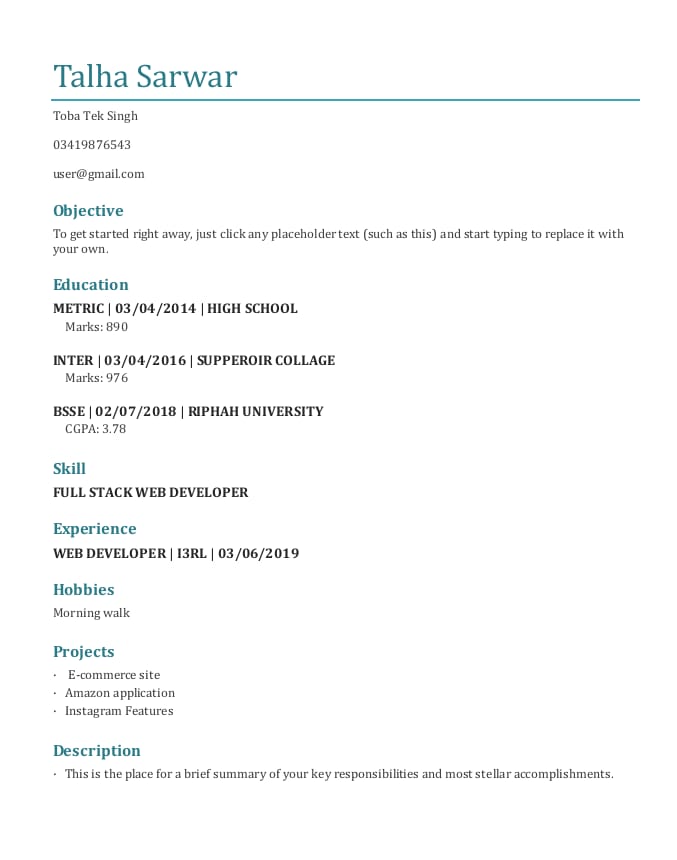 Talha Sarwar
Toba Tek Singh
03419876543
user@gmail.com
Objective
To get started right away, just click any placeholder text (such as this) and start typing to replace it with
your own.
Education
METRIC | 03/04/2014 | HIGH SCHOOL
Marks: 890
INTER | 03/04/2016 | SUPPEROIR COLLAGE
Marks: 976
BSSE | 02/07/2018 | RIPHAH UNIVERSITY
CGPA: 3.78
Skill
FULL STACK WEB DEVELOPER
Experience
WEB DEVELOPER | I3RL | 03/06/2019
Hobbies
Morning walk
Projects
· E-commerce site
· Amazon application
· Instagram Features
Description
· This is the place for a brief summary of your key responsibilities and most stellar accomplishments.